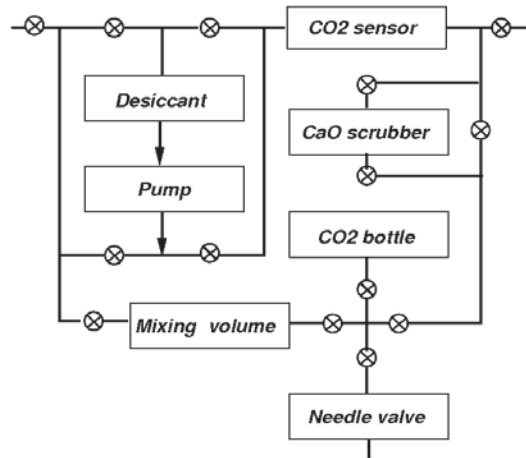 CO2 sensor
Desiccant
CaO scrubber
Pump
CO2 bottle
Mixing volume
Needle valve